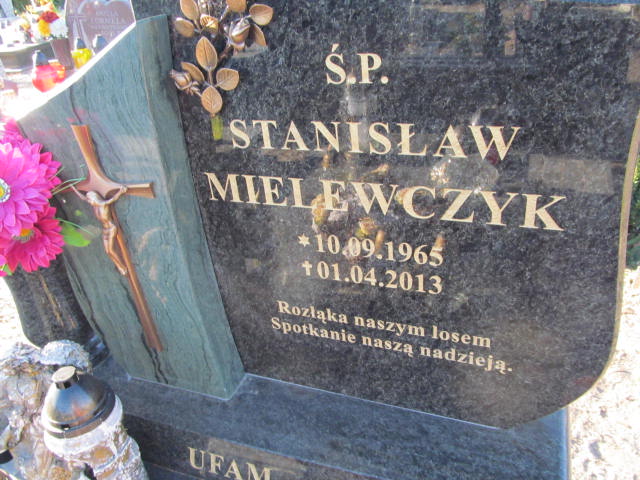 Ś.P.
STANISŁAW
MIELEWCZYK
* 10.09.1965
✝ 01.04.2013
Rozłąka naszym losem
Spotkanie naszą nadzieją.
UFAM